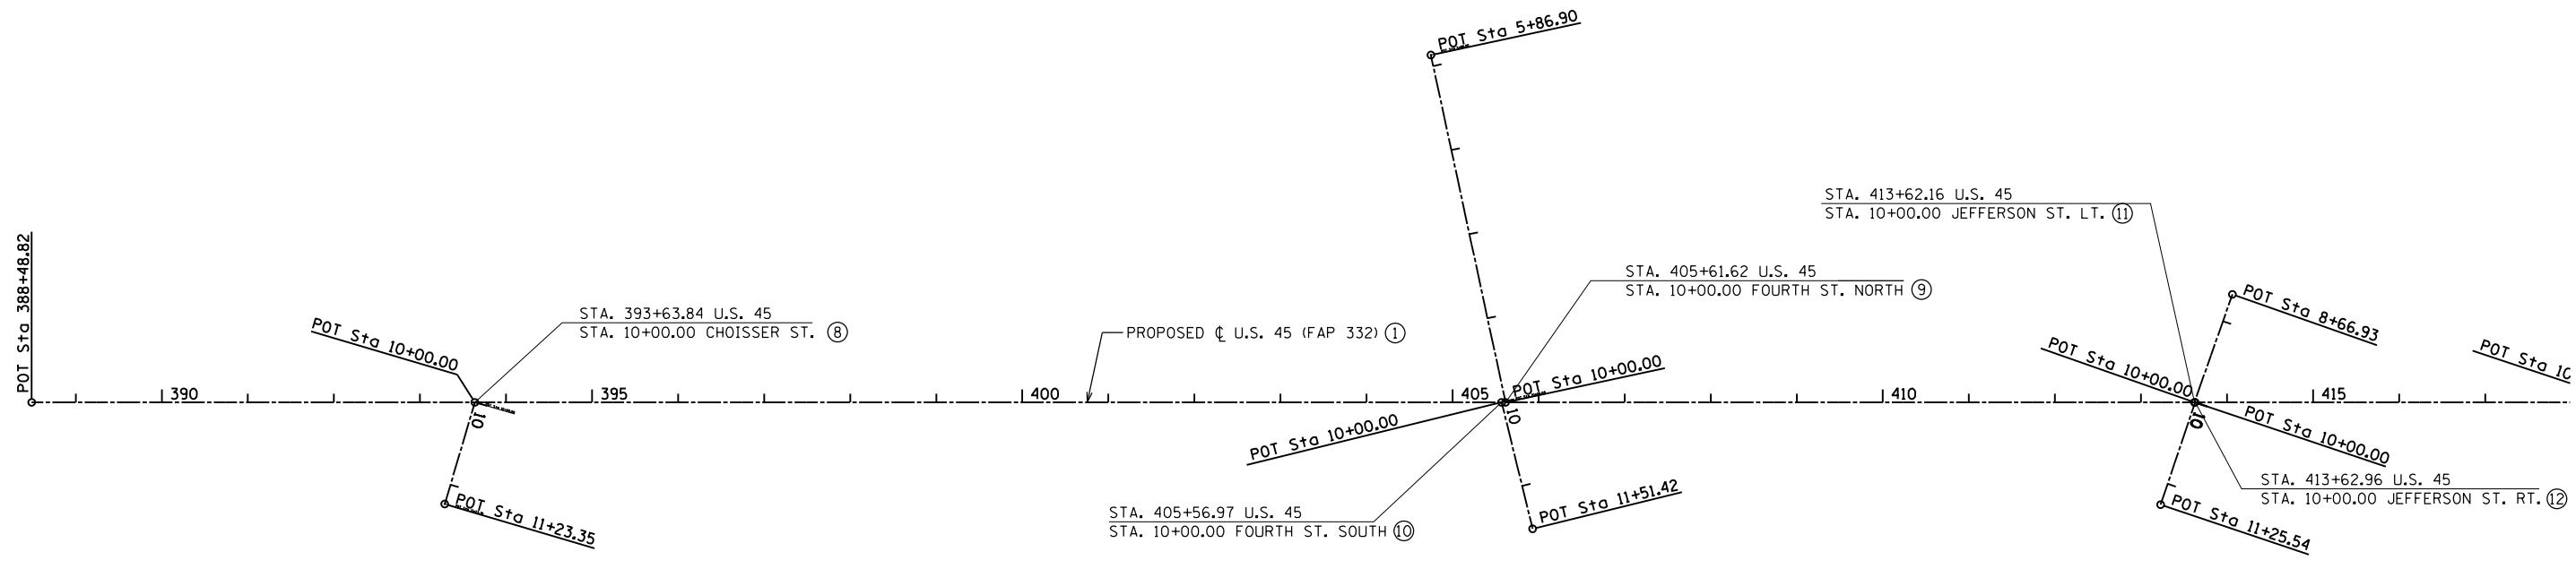 POT Sta 5+86.90
STA. 413+62.16 U.S. 45
STA. 10+00.00 JEFFERSON ST. LT. 11
POT Sta 388+48.82
STA. 405+61.62 U.S. 45
STA. 10+00.00 FOURTH ST. NORTH 9
POT Sta 8+66.93
STA. 393+63.84 U.S. 45
STA. 10+00.00 CHOISSER ST. 8
POT Sta 10+00.00
PROPOSED ℄ U.S. 45 (FAP 332) 1
POT Sta 10+00.00
POT Sta 10+00.00
POT Sta 10
390
395
400
405
410
415
10
10
10
POT Sta 10+00.00
POT Sta 10+00.00
POT Sta 11+23.35
STA. 405+56.97 U.S. 45
STA. 10+00.00 FOURTH ST. SOUTH 10
POT Sta 11+51.42
STA. 413+62.96 U.S. 45
STA. 10+00.00 JEFFERSON ST. RT. 12
POT Sta 11+25.54